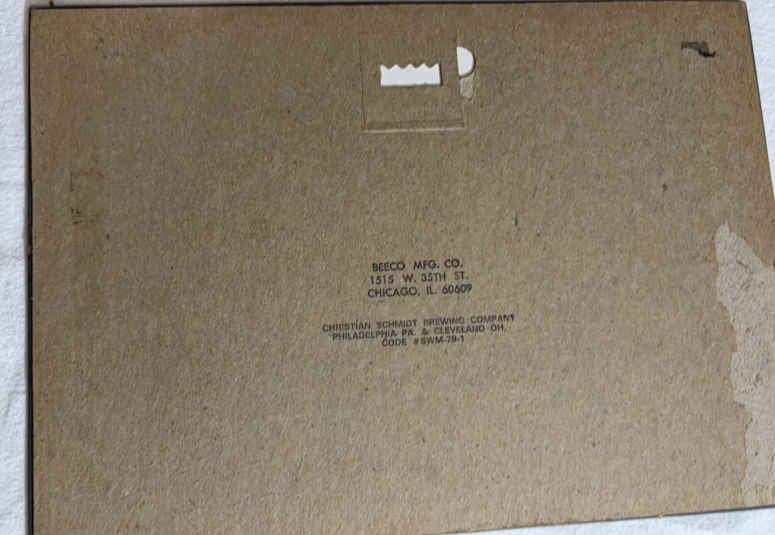 BEECO MFG. CO.
1515 W. 35TH ST.
CHICAGO, IL. 60609
CHRISTIAN SCHMIDT BREWING COMPANY
PHILADELPHIA PA. & CLEVELAND OH.
CODE #SWM-79-1